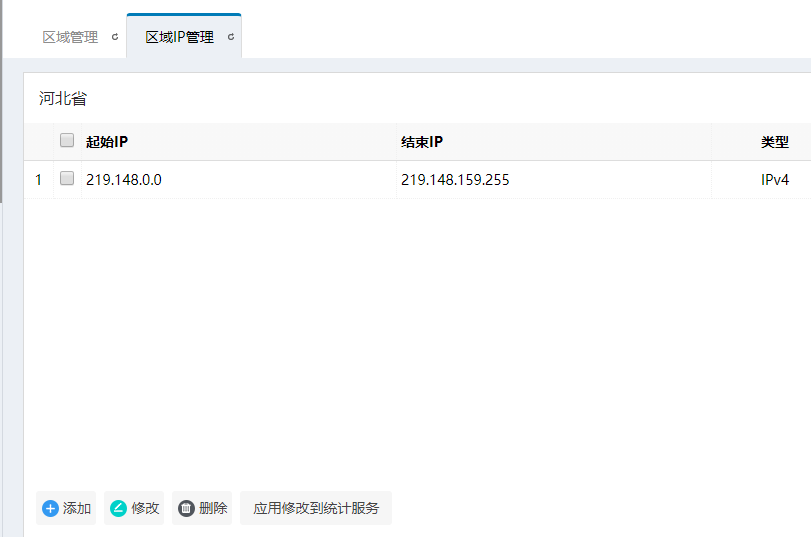 区域管理 区域IP管理
河北省
起始IP 结束IP 类型
1 219.148.0.0 219.148.159.255 IPv4
添加 修改 删除 应用修改到统计服务